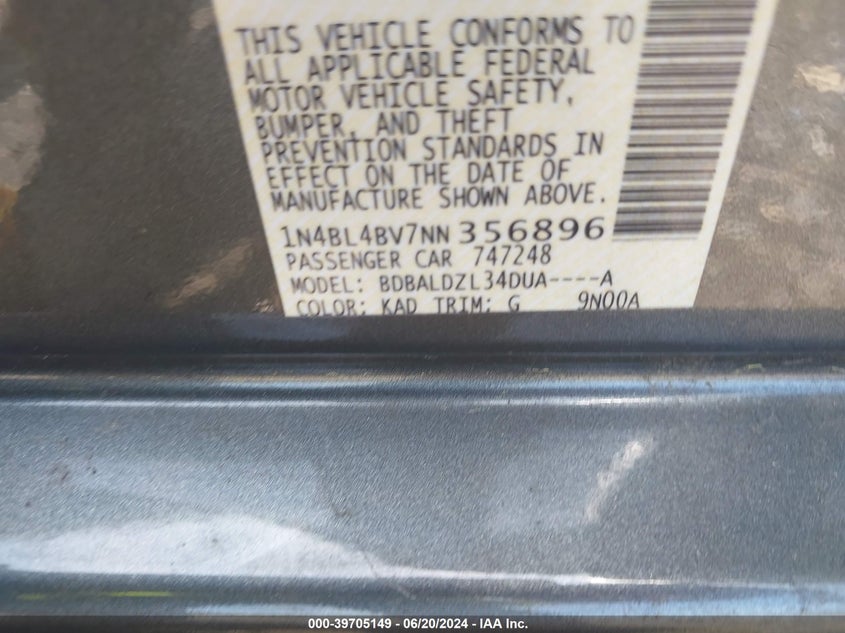 THIS VEHICLE CONFORMS TO
ALL APPLICABLE FEDERAL
MOTOR VEHICLE SAFETY,
BUMPER, AND THEFT
PREVENTION STANDARDS IN
EFFECT ON THE DATE OF
MANUFACTURE SHOWN ABOVE.
1N4BL4BV7NN 356896
PASSENGER CAR 747248
MODEL: BDBALDZL34DUA----A
COLOR: KAD TRIM: G 9N00A
000-39705149 - 06/20/2024 - IAA Inc.